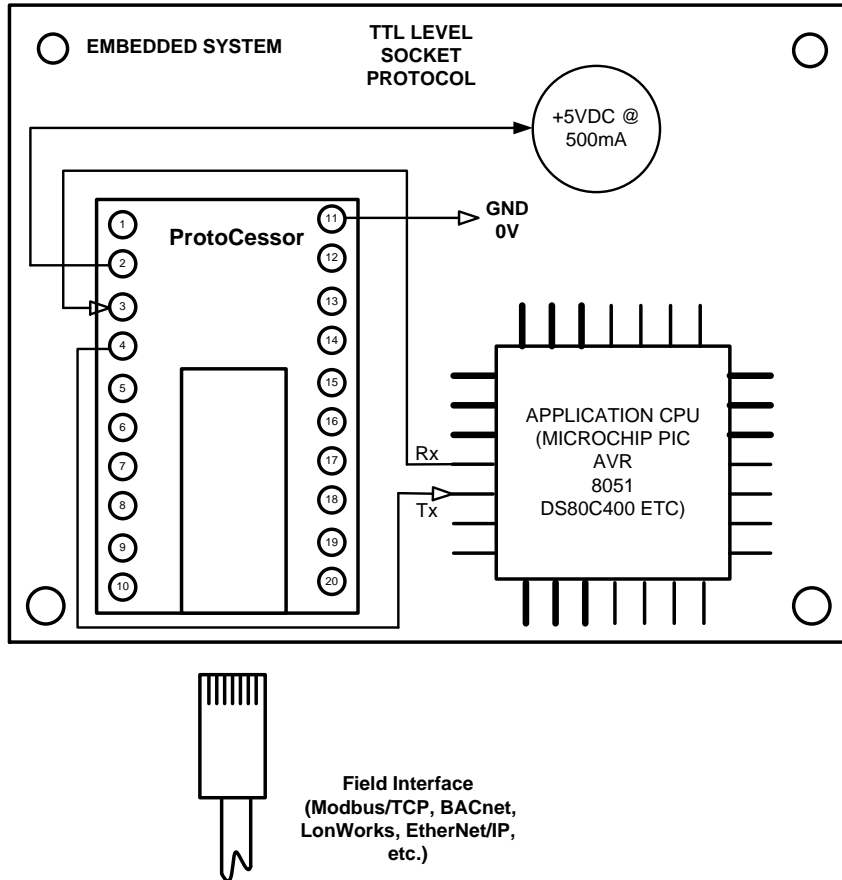 EMBEDDED SYSTEM
TTL LEVEL
SOCKET
PROTOCOL
+5VDC @
500mA
ProtoCessor
1
2
3
4
5
6
7
8
9
10
11
12
13
14
15
16
17
18
19
20
GND
0V
Rx
Tx
APPLICATION CPU
(MICROCHIP PIC
AVR
8051
DS80C400 ETC)
Field Interface
(Modbus/TCP, BACnet,
LonWorks, EtherNet/IP,
etc.)